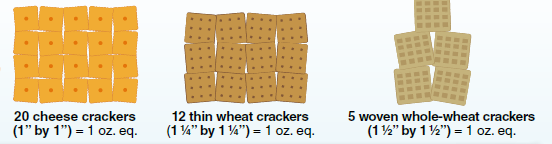 20 cheese crackers
(1” by 1”) = 1 oz. eq.
12 thin wheat crackers
(1 ¼” by 1 ¼”) = 1 oz. eq.
5 woven whole-wheat crackers
(1 ½” by 1 ½”) = 1 oz. eq.